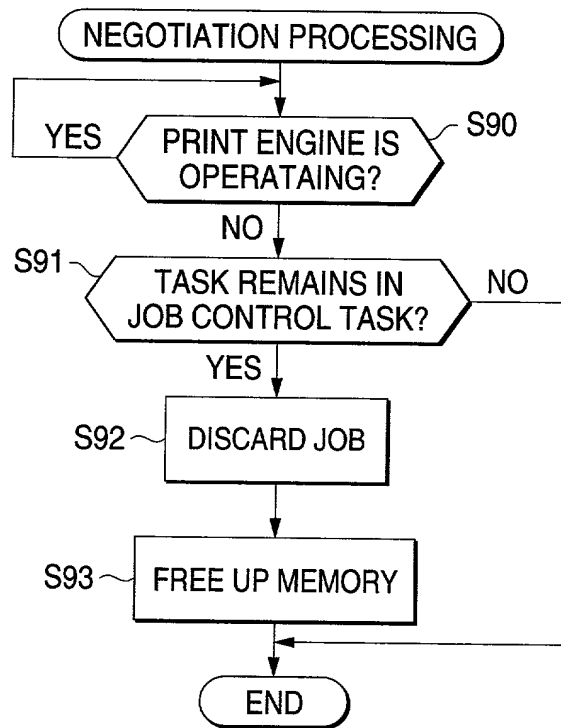 NEGOTIATION PROCESSING
YES
PRINT ENGINE IS
OPERATAING?
S90
NO
S91
TASK REMAINS IN
JOB CONTROL TASK?
NO
YES
S92
DISCARD JOB
S93
FREE UP MEMORY
END